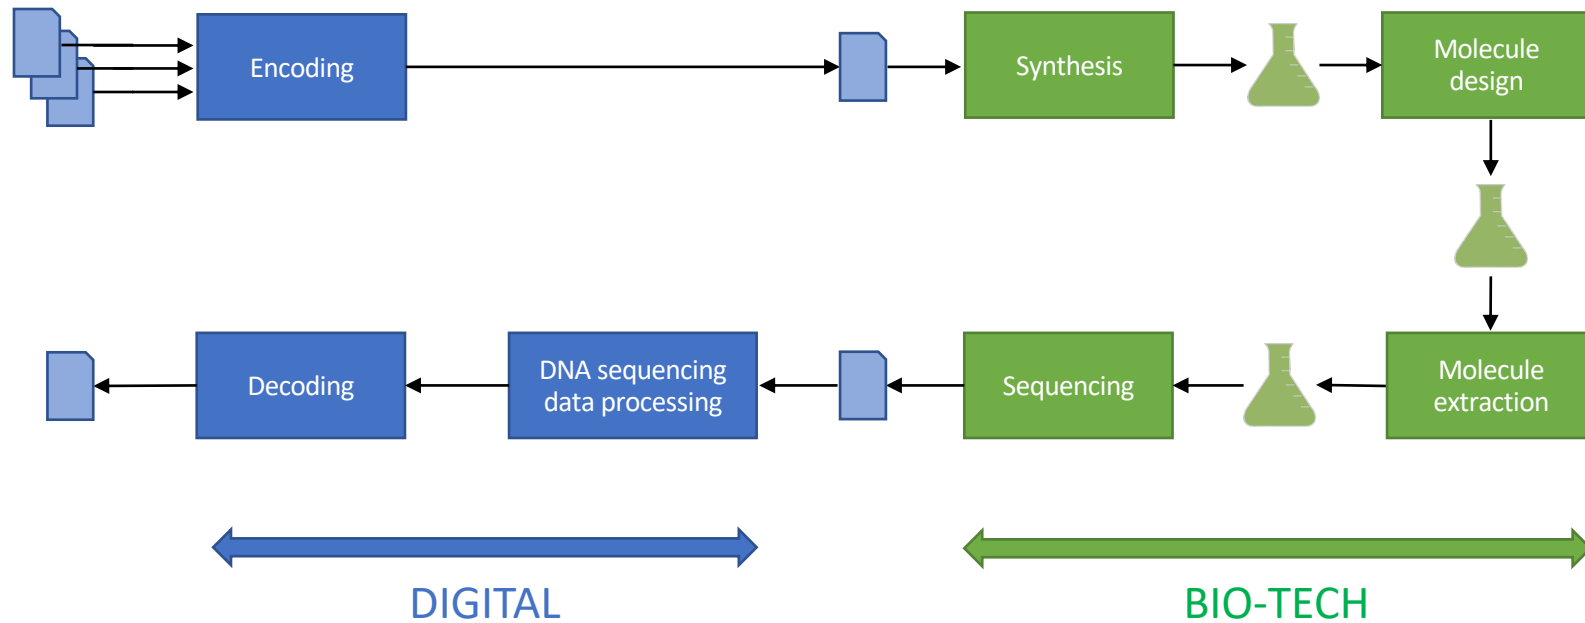 Encoding
Synthesis
Molecule
design
Decoding
DNA sequencing
data processing
Sequencing
Molecule
extraction
DIGITAL
BIO-TECH